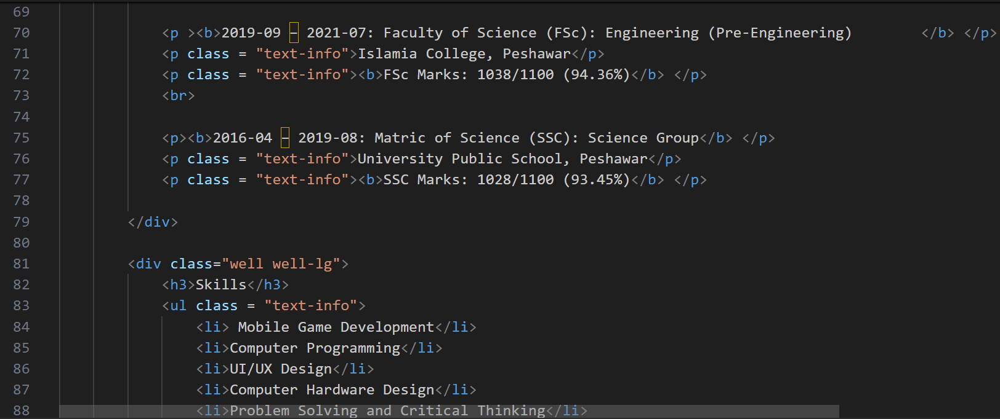 69
70 <p ><b>2019-09 – 2021-07: Faculty of Science (FSc): Engineering (Pre-Engineering)        </b> </p>
71 <p class = "text-info">Islamia College, Peshawar</p>
72 <p class = "text-info"><b>FSc Marks: 1038/1100 (94.36%)</b> </p>
73 <br>
74
75 <p><b>2016-04 – 2019-08: Matric of Science (SSC): Science Group</b> </p>
76 <p class = "text-info">University Public School, Peshawar</p>
77 <p class = "text-info"><b>SSC Marks: 1028/1100 (93.45%)</b> </p>
78
79 </div>
80
81 <div class="well well-lg">
82 <h3>Skills</h3>
83 <ul class = "text-info">
84 <li> Mobile Game Development</li>
85 <li>Computer Programming</li>
86 <li>UI/UX Design</li>
87 <li>Computer Hardware Design</li>
88 <li>Problem Solving and Critical Thinking</li>